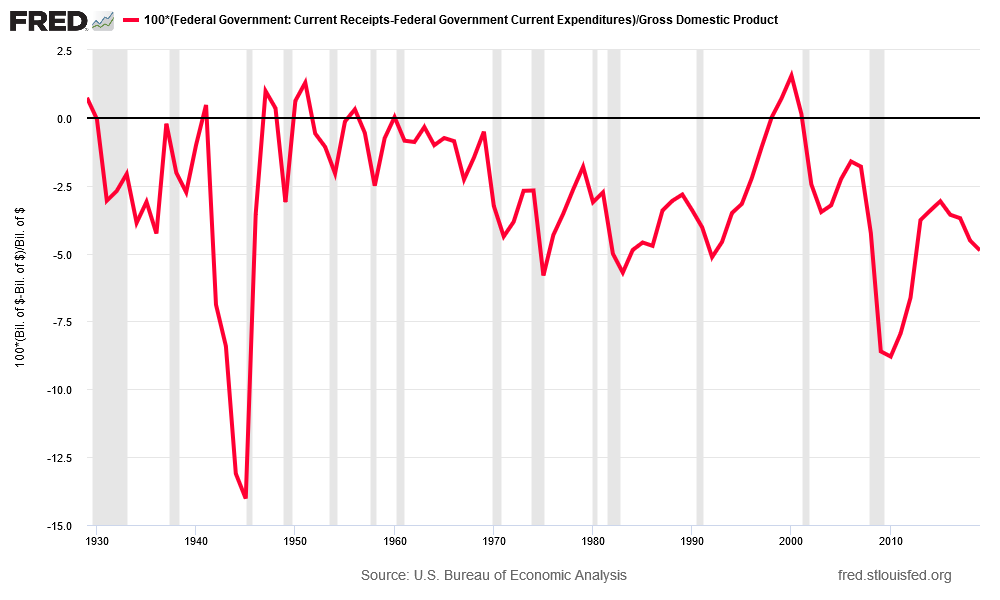 FRED
100*(Federal Government: Current Receipts-Federal Government Current Expenditures)/Gross Domestic Product
2.5
0.0
-2.5
-5.0
-7.5
-10.0
-12.5
-15.0
100*(Bil. of $-Bil. of $)/Bil. of $
1930 1940 1950 1960 1970 1980 1990 2000 2010
Source: U.S. Bureau of Economic Analysis
fred.stlouisfed.org